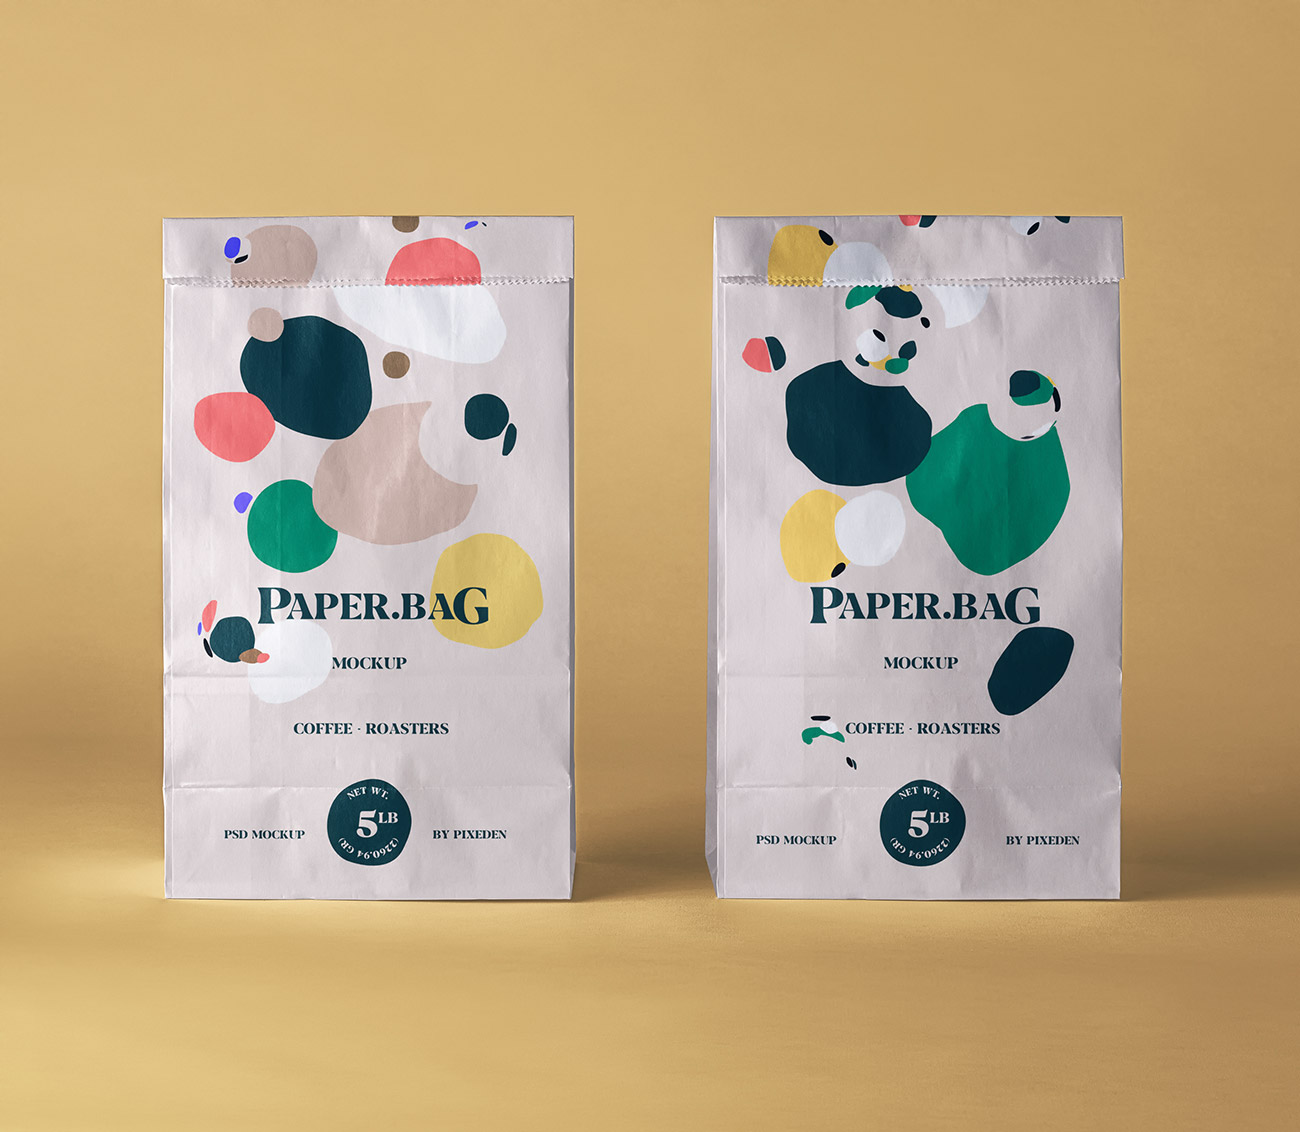 PAPER.BAG
MOCKUP
COFFEE · ROASTERS
NET WT.
5LB
(2260.94 GR)
PSD MOCKUP
BY PIXEDEN
PAPER.BAG
MOCKUP
COFFEE · ROASTERS
NET WT.
5LB
(2260.94 GR)
PSD MOCKUP
BY PIXEDEN